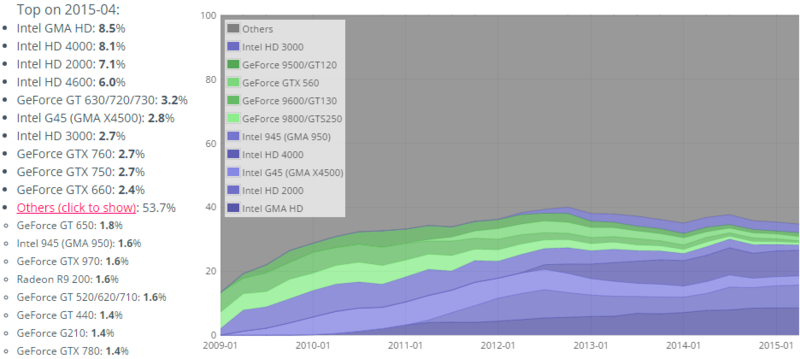 Top on 2015-04:
Intel GMA HD: 8.5%
Intel HD 4000: 8.1%
Intel HD 2000: 7.1%
Intel HD 4600: 6.0%
GeForce GT 630/720/730: 3.2%
Intel G45 (GMA X4500): 2.8%
Intel HD 3000: 2.7%
GeForce GTX 760: 2.7%
GeForce GTX 750: 2.7%
GeForce GTX 660: 2.4%
Others (click to show): 53.7%
GeForce GT 650: 1.8%
Intel 945 (GMA 950): 1.6%
GeForce GTX 970: 1.6%
Radeon R9 200: 1.6%
GeForce GT 520/620/710: 1.6%
GeForce GT 440: 1.4%
GeForce G210: 1.4%
GeForce GTX 780: 1.4%
100
80
60
40
20
0
Others
Intel HD 3000
GeForce 9500/GT120
GeForce GTX 560
GeForce 9600/GT130
GeForce 9800/GTS250
Intel 945 (GMA 950)
Intel HD 4000
Intel G45 (GMA X4500)
Intel HD 2000
Intel GMA HD
2009-01
2010-01
2011-01
2012-01
2013-01
2014-01
2015-01